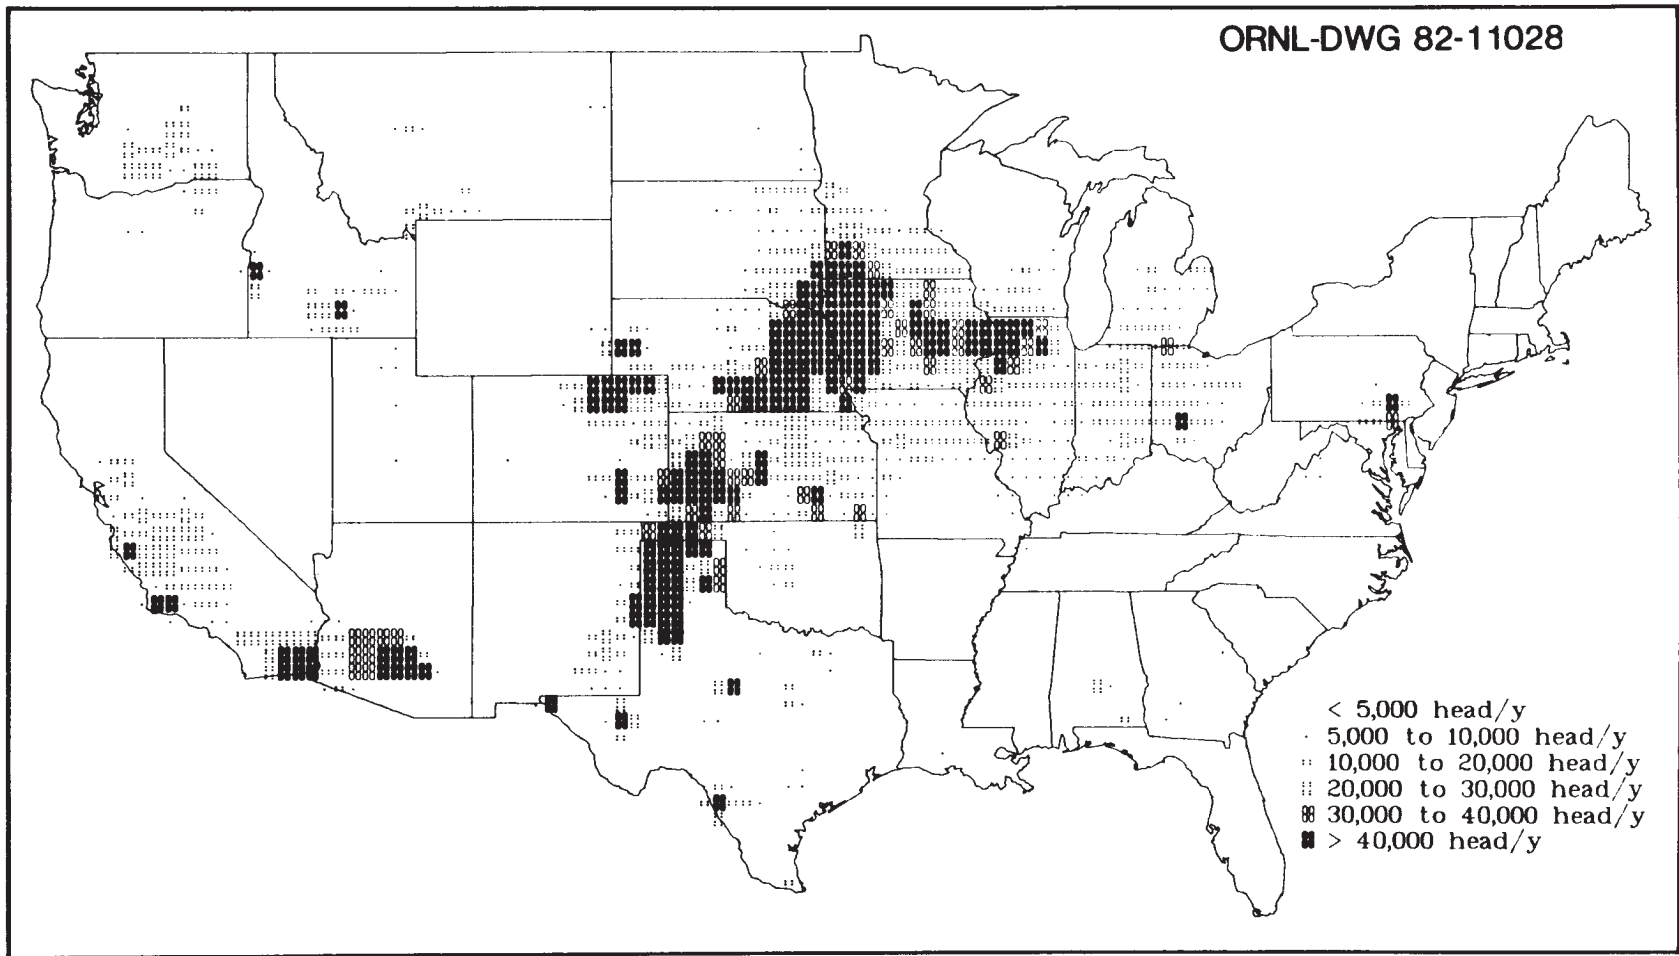 ORNL-DWG 82-11028
< 5,000 head/y
5,000 to 10,000 head/y
10,000 to 20,000 head/y
20,000 to 30,000 head/y
30,000 to 40,000 head/y
> 40,000 head/y